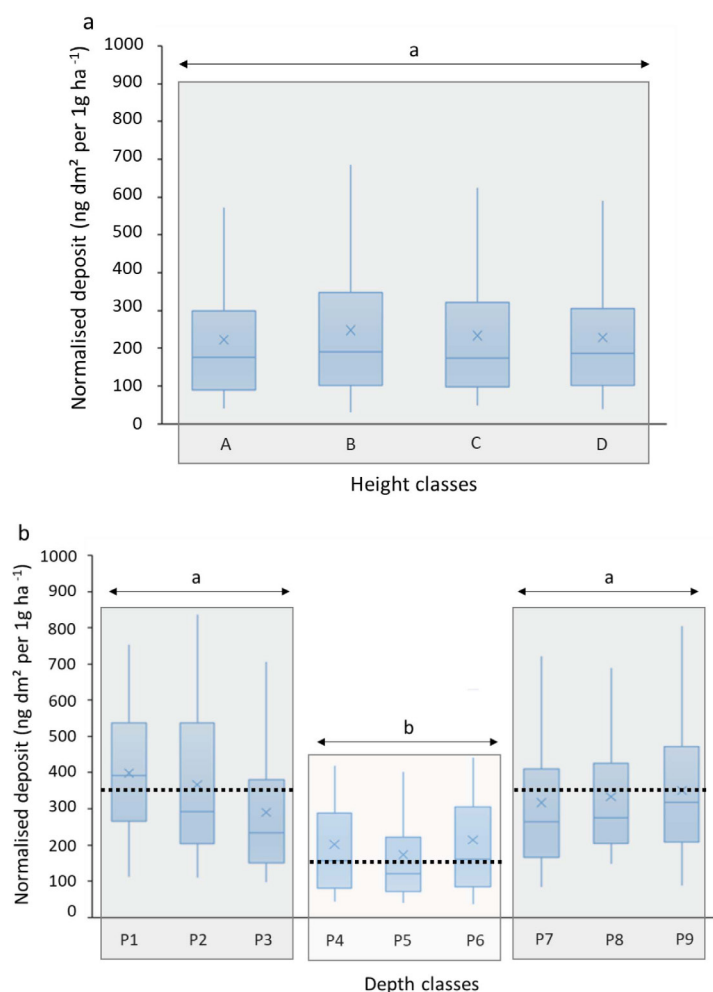 a
1000
900
800
700
600
500
400
300
200
100
0
Normalised deposit (ng dm² per 1g ha ⁻¹)
a
A B C D
Height classes
b
1000
900
800
700
600
500
400
300
200
100
0
Normalised deposit (ng dm² per 1g ha ⁻¹)
a b a
P1 P2 P3 P4 P5 P6 P7 P8 P9
Depth classes